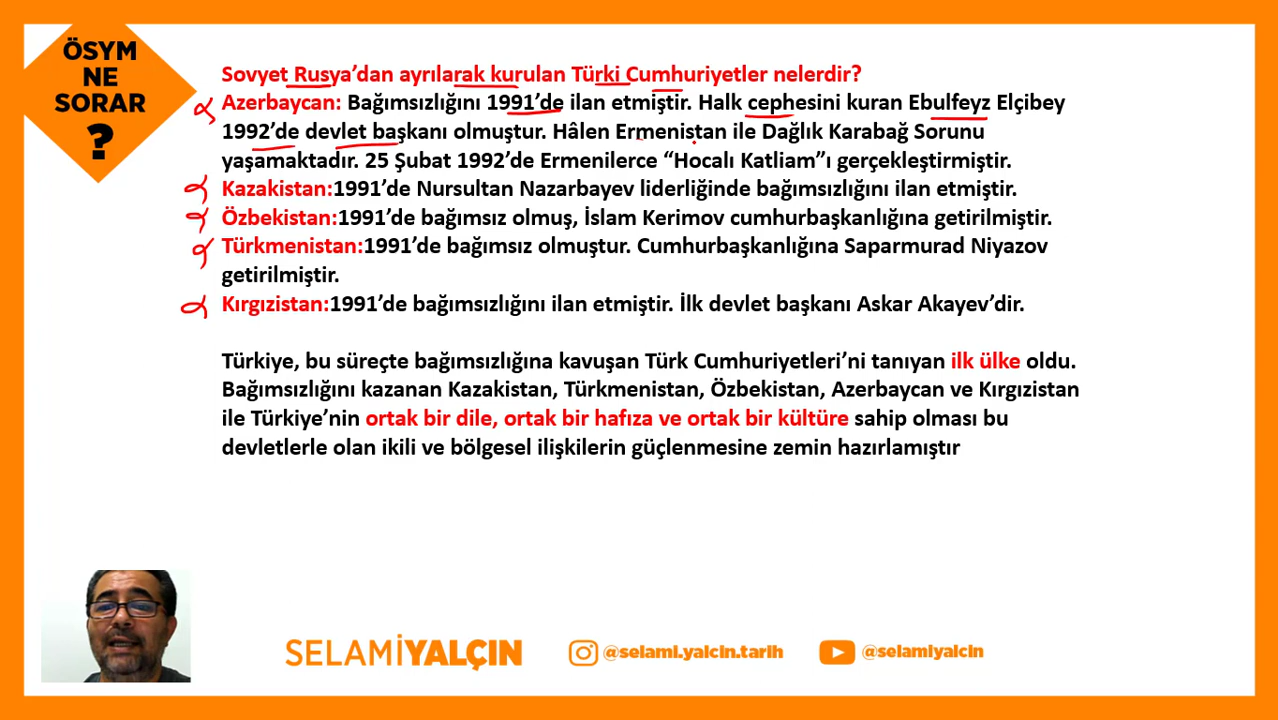 ÖSYM
NE
SORAR
?
Sovyet Rusya’dan ayrılarak kurulan Türki Cumhuriyetler nelerdir?
Azerbaycan: Bağımsızlığını 1991’de ilan etmiştir. Halk cephesini kuran Ebulfeyz Elçibey
1992’de devlet başkanı olmuştur. Hâlen Ermenistan ile Dağlık Karabağ Sorunu
yaşamaktadır. 25 Şubat 1992’de Ermenilerce “Hocalı Katliam”ı gerçekleştirmiştir.
Kazakistan:1991’de Nursultan Nazarbayev liderliğinde bağımsızlığını ilan etmiştir.
Özbekistan:1991’de bağımsız olmuş, İslam Kerimov cumhurbaşkanlığına getirilmiştir.
Türkmenistan:1991’de bağımsız olmuştur. Cumhurbaşkanlığına Saparmurad Niyazov
getirilmiştir.
Kırgızistan:1991’de bağımsızlığını ilan etmiştir. İlk devlet başkanı Askar Akayev’dir.
Türkiye, bu süreçte bağımsızlığına kavuşan Türk Cumhuriyetleri’ni tanıyan ilk ülke oldu.
Bağımsızlığını kazanan Kazakistan, Türkmenistan, Özbekistan, Azerbaycan ve Kırgızistan
ile Türkiye’nin ortak bir dile, ortak bir hafıza ve ortak bir kültüre sahip olması bu
devletlerle olan ikili ve bölgesel ilişkilerin güçlenmesine zemin hazırlamıştır
SELAMİYALÇIN @selami.yalcin.tarih @selamiyalcin